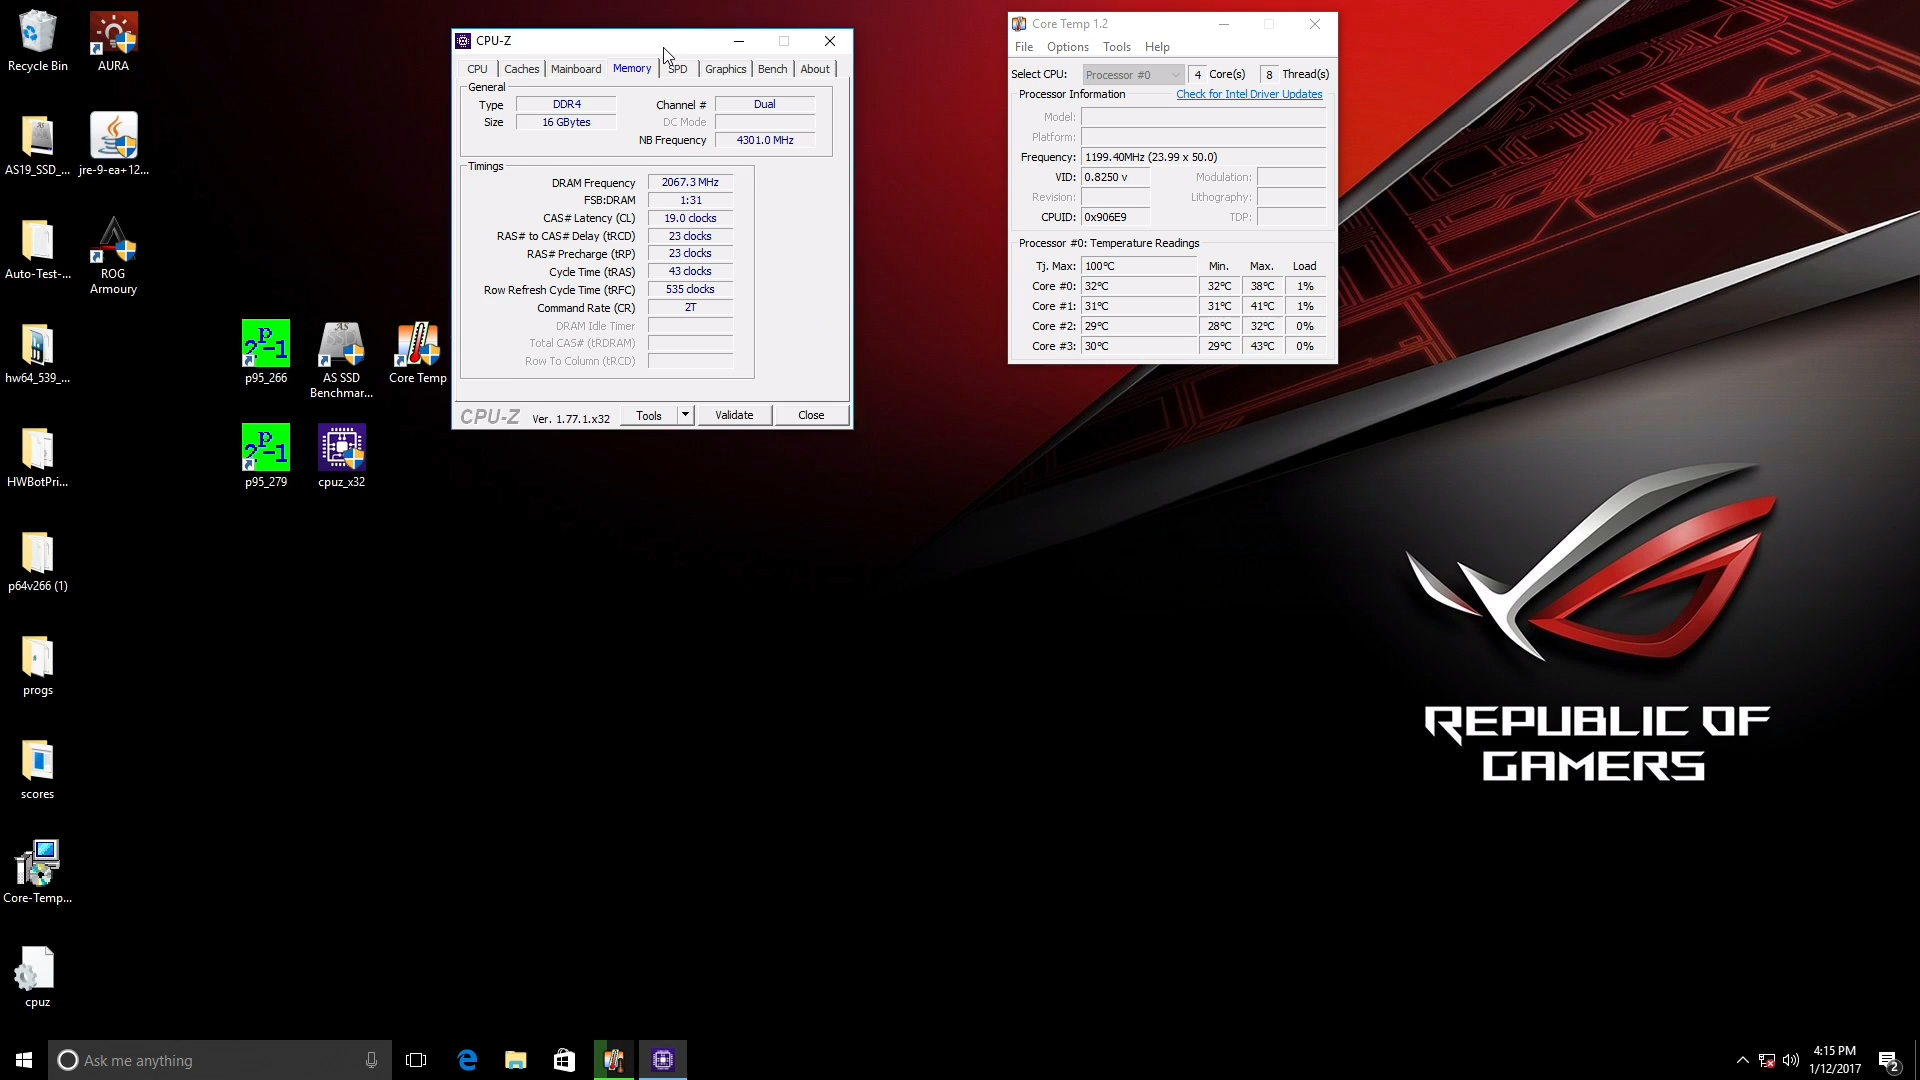 Recycle Bin
AURA
AS19_SSD_...
jre-9-ea+12...
Auto-Test-...
ROG
Armoury
hw64_539_...
p95_266
AS SSD
Benchmar...
Core Temp
HWBotPri...
p95_279
cpuz_x32
p64v266 (1)
progs
scores
Core-Temp...
cpuz
CPU-Z
CPU Caches Mainboard Memory SPD Graphics Bench About
General
Type DDR4 Channel # Dual
Size 16 GBytes DC Mode
NB Frequency 4301.0 MHz
Timings
DRAM Frequency 2067.3 MHz
FSB:DRAM 1:31
CAS# Latency (CL) 19.0 clocks
RAS# to CAS# Delay (tRCD) 23 clocks
RAS# Precharge (tRP) 23 clocks
Cycle Time (tRAS) 43 clocks
Row Refresh Cycle Time (tRFC) 535 clocks
Command Rate (CR) 2T
DRAM Idle Timer
Total CAS# (tRDRAM)
Row To Column (tRCD)
CPU-Z Ver. 1.77.1.x32 Tools Validate Close
Core Temp 1.2
File Options Tools Help
Select CPU: Processor #0 4 Core(s) 8 Thread(s)
Processor Information Check for Intel Driver Updates
Model:
Platform:
Frequency: 1199.40MHz (23.99 x 50.0)
VID: 0.8250 v Modulation:
Revision: Lithography:
CPUID: 0x906E9 TDP:
Processor #0: Temperature Readings
Tj. Max: 100°C Min. Max. Load
Core #0: 32°C 32°C 38°C 1%
Core #1: 31°C 31°C 41°C 1%
Core #2: 29°C 28°C 32°C 0%
Core #3: 30°C 29°C 43°C 0%
REPUBLIC OF
GAMERS
Ask me anything
4:15 PM
1/12/2017
2